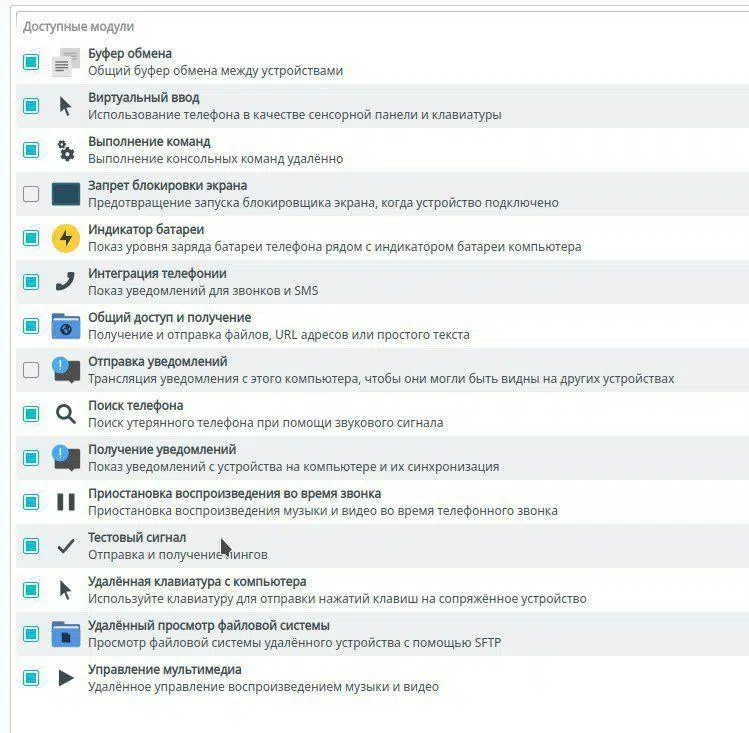 Доступные модули
Буфер обмена
Общий буфер обмена между устройствами
Виртуальный ввод
Использование телефона в качестве сенсорной панели и клавиатуры
Выполнение команд
Выполнение консольных команд удалённо
Запрет блокировки экрана
Предотвращение запуска блокировщика экрана, когда устройство подключено
Индикатор батареи
Показ уровня заряда батареи телефона рядом с индикатором батареи компьютера
Интеграция телефонии
Показ уведомлений для звонков и SMS
Общий доступ и получение
Получение и отправка файлов, URL адресов или простого текста
Отправка уведомлений
Трансляция уведомления с этого компьютера, чтобы они могли быть видны на других устройствах
Поиск телефона
Поиск утерянного телефона при помощи звукового сигнала
Получение уведомлений
Показ уведомлений с устройства на компьютере и их синхронизация
Приостановка воспроизведения во время звонка
Приостановка воспроизведения музыки и видео во время телефонного звонка
Тестовый сигнал
Отправка и получение пингов
Удалённая клавиатура с компьютера
Используйте клавиатуру для отправки нажатий клавиш на сопряжённое устройство
Удалённый просмотр файловой системы
Просмотр файловой системы удалённого устройства с помощью SFTP
Управление мультимедиа
Удалённое управление воспроизведением музыки и видео